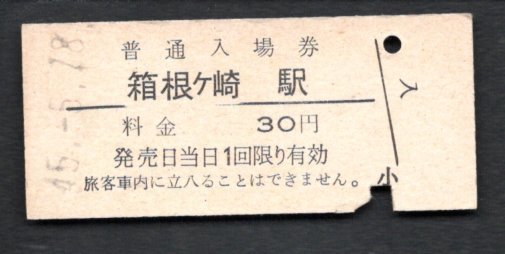 普通入場券
箱根ケ崎 駅
料金 30円
発売日当日1回限り有効
旅客車内に立入ることはできません。
入
小